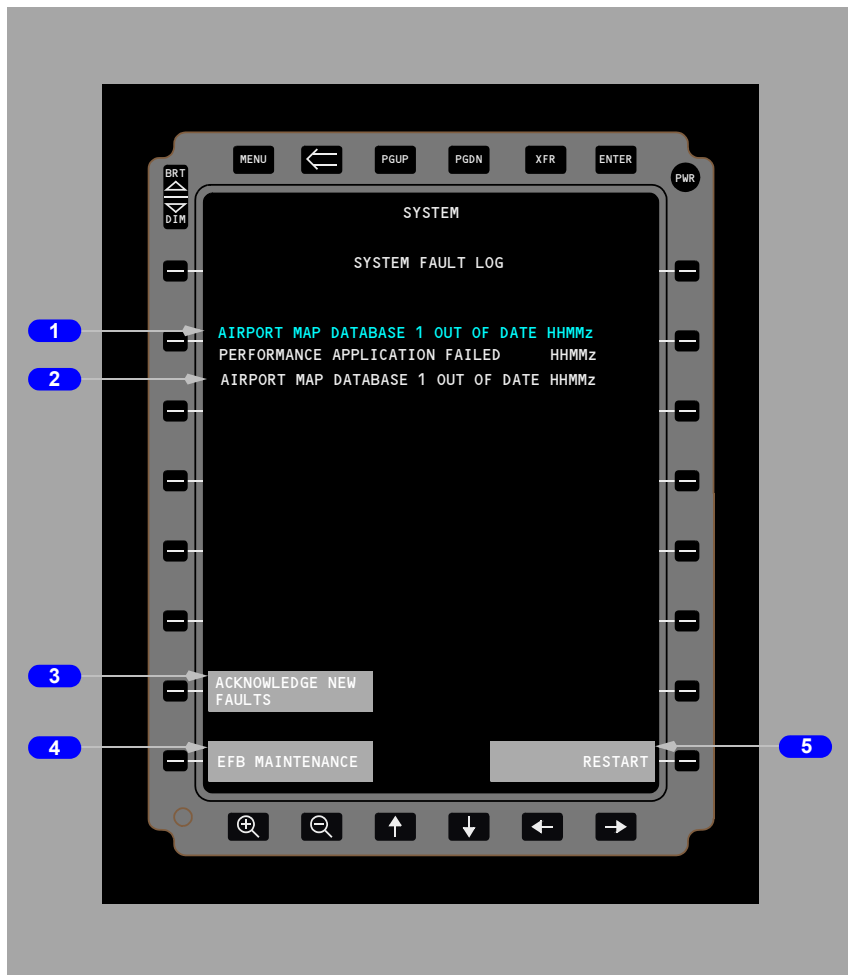 MENU PGUP PGDN XFR ENTER
BRT
PWR
DIM
SYSTEM
SYSTEM FAULT LOG
1
AIRPORT MAP DATABASE 1 OUT OF DATE HHMMz
PERFORMANCE APPLICATION FAILED HHMMz
2
AIRPORT MAP DATABASE 1 OUT OF DATE HHMMz
3
ACKNOWLEDGE NEW
FAULTS
4
EFB MAINTENANCE
RESTART
5